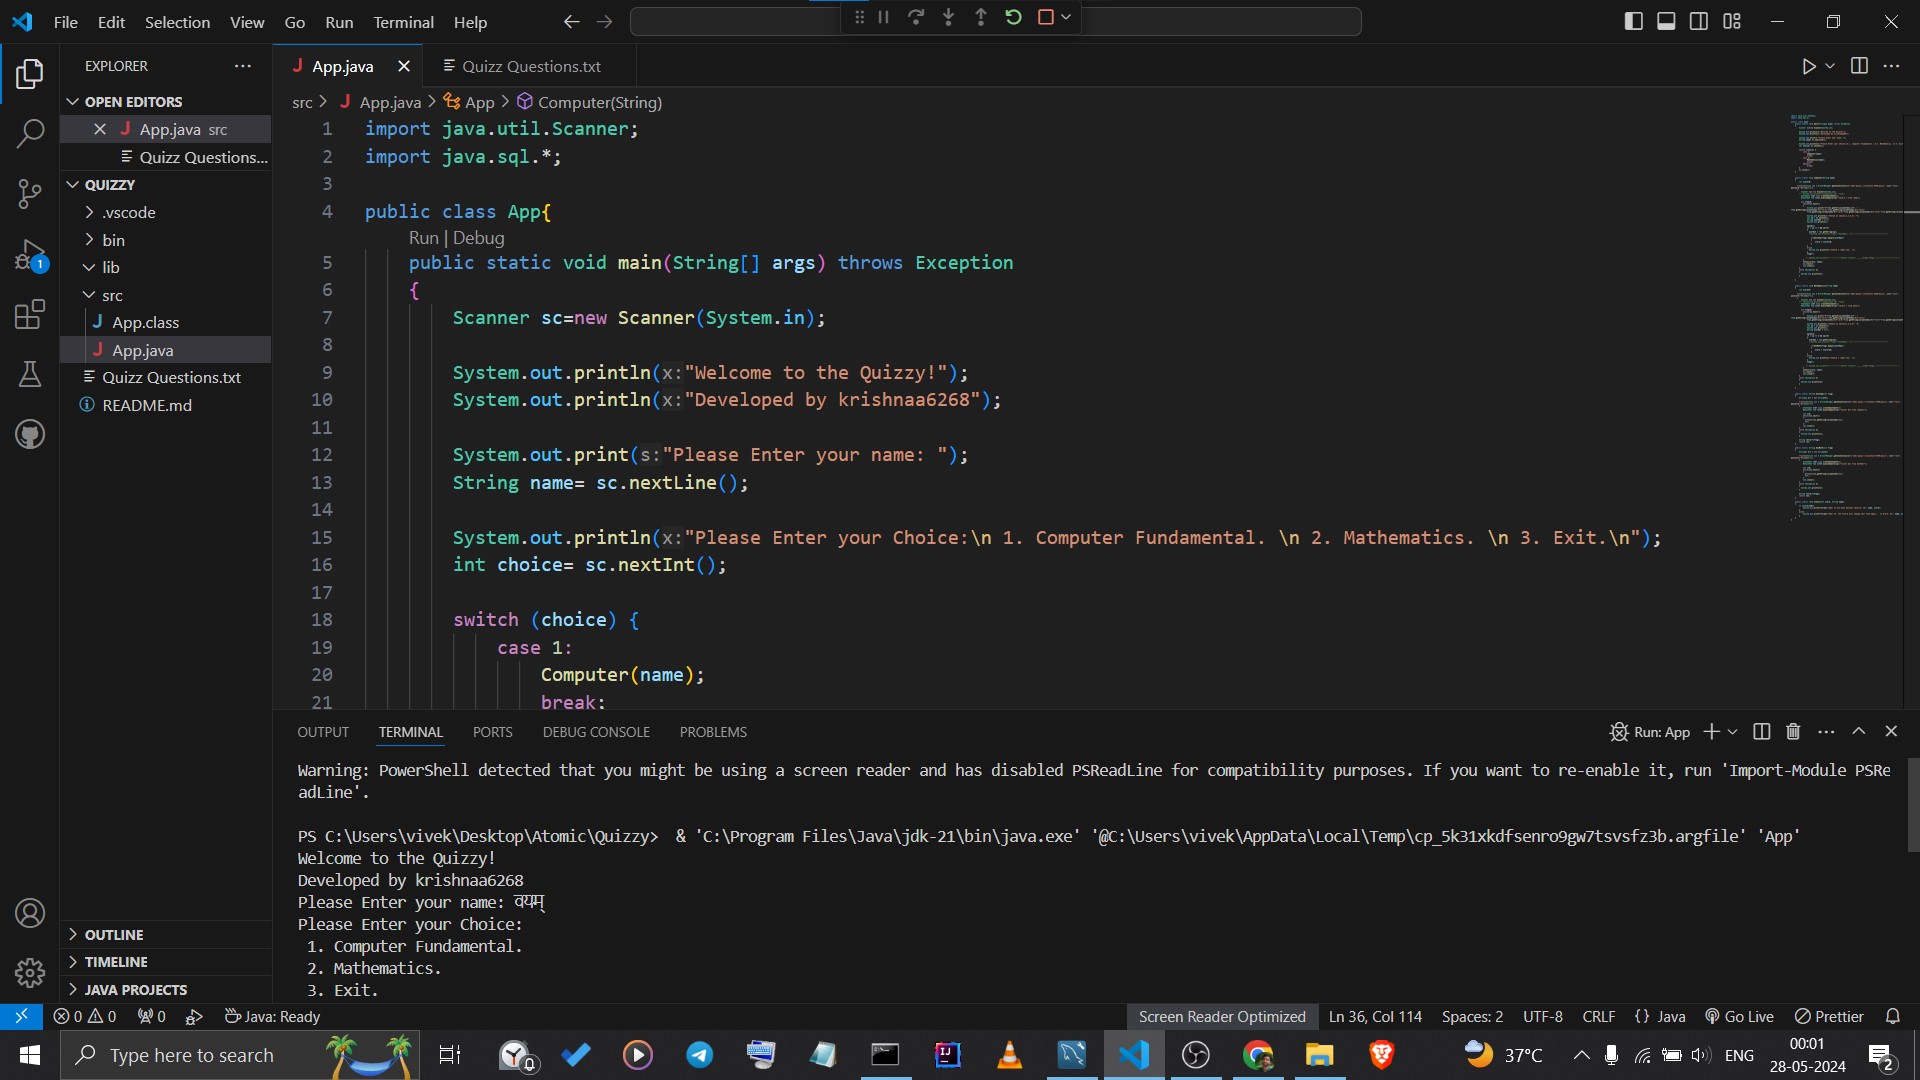 File Edit Selection View Go Run Terminal Help
EXPLORER
OPEN EDITORS
App.java src
Quizz Questions...
QUIZZY
.vscode
bin
lib
src
App.class
App.java
Quizz Questions.txt
README.md
OUTLINE
TIMELINE
JAVA PROJECTS
App.java
Quizz Questions.txt
src > App.java > App > Computer(String)
1 import java.util.Scanner;
2 import java.sql.*;
3
4 public class App{
Run | Debug
5 public static void main(String[] args) throws Exception
6 {
7 Scanner sc=new Scanner(System.in);
8
9 System.out.println(x:"Welcome to the Quizzy!");
10 System.out.println(x:"Developed by krishnaa6268");
11
12 System.out.print(s:"Please Enter your name: ");
13 String name= sc.nextLine();
14
15 System.out.println(x:"Please Enter your Choice:\n 1. Computer Fundamental. \n 2. Mathematics. \n 3. Exit.\n");
16 int choice= sc.nextInt();
17
18 switch (choice) {
19 case 1:
20 Computer(name);
21 break;
OUTPUT TERMINAL PORTS DEBUG CONSOLE PROBLEMS
Run: App
Warning: PowerShell detected that you might be using a screen reader and has disabled PSReadLine for compatibility purposes. If you want to re-enable it, run 'Import-Module PSRe
adLine'.
PS C:\Users\vivek\Desktop\Atomic\Quizzy> & 'C:\Program Files\Java\jdk-21\bin\java.exe' '@C:\Users\vivek\AppData\Local\Temp\cp_5k31xkdfsenro9gw7tsvsfz3b.argfile' 'App'
Welcome to the Quizzy!
Developed by krishnaa6268
Please Enter your name: वयम्
Please Enter your Choice:
1. Computer Fundamental.
2. Mathematics.
3. Exit.
0 0 0 Java: Ready Screen Reader Optimized Ln 36, Col 114 Spaces: 2 UTF-8 CRLF {} Java Go Live Prettier
Type here to search
37°C ENG
00:01
28-05-2024
2
1